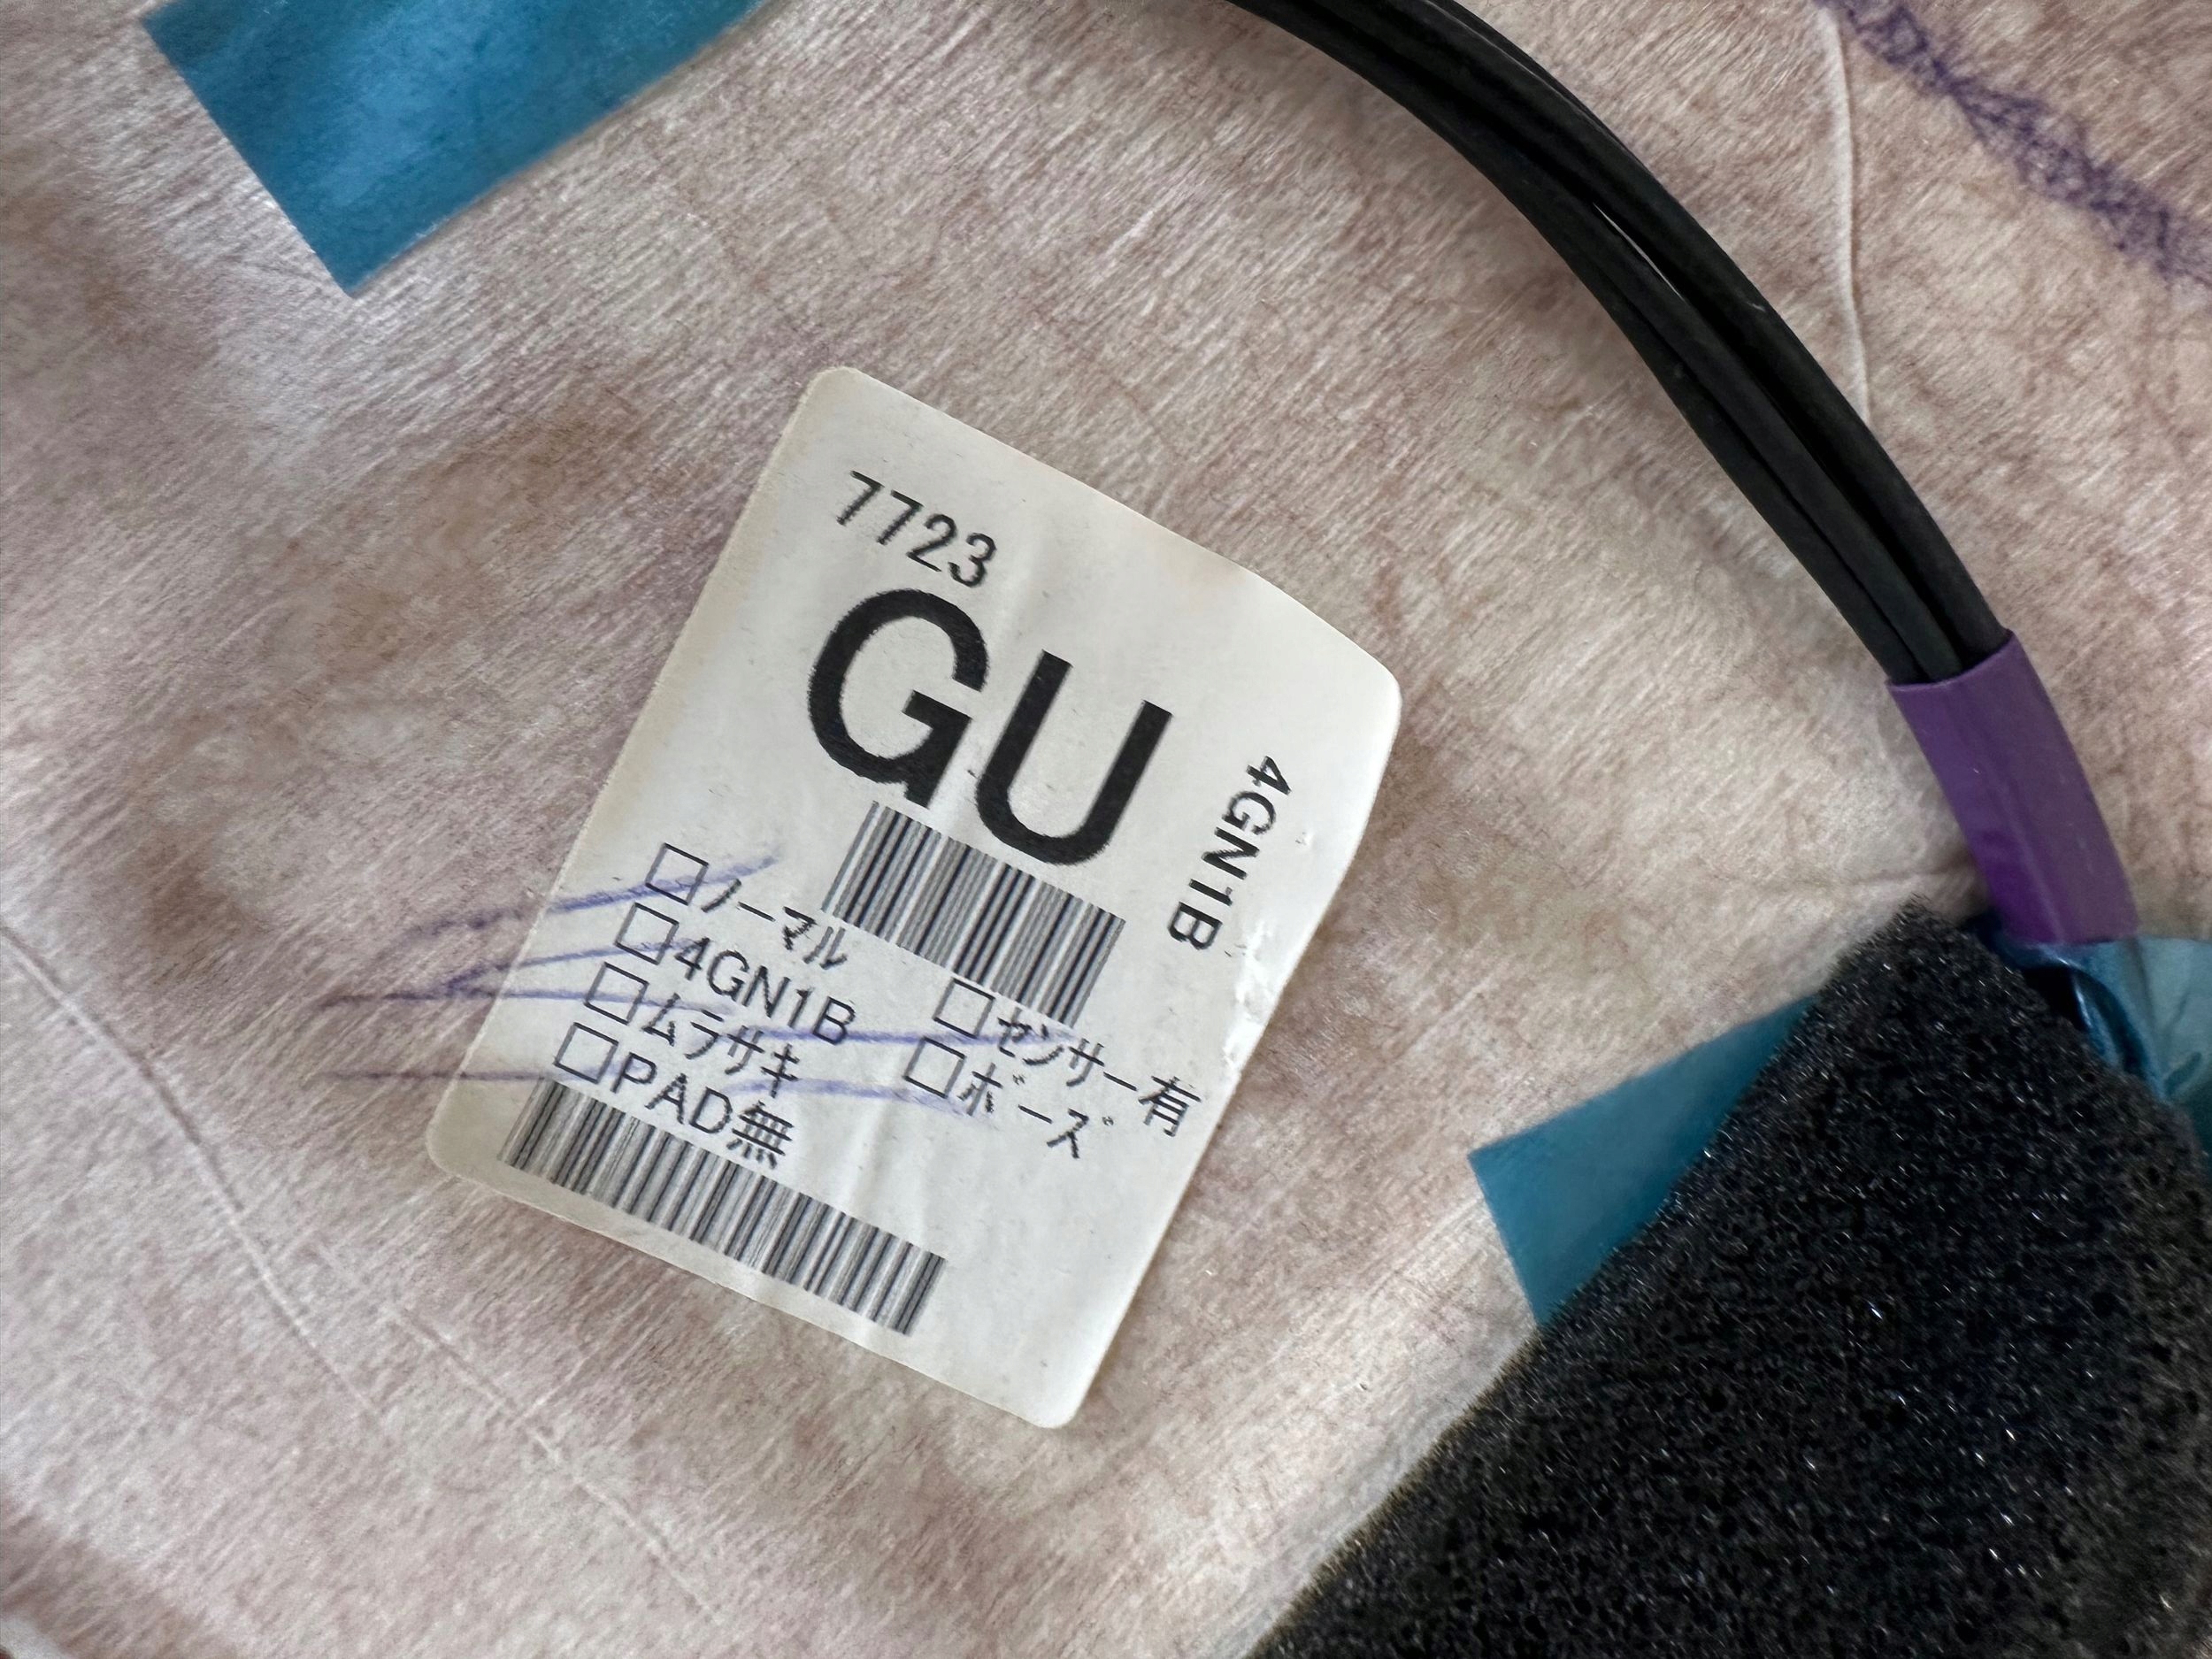 7723
GU
4GN1B
□ノーマル
□4GN1B □センサー有
□ムラサキ □ボーズ
□PAD無